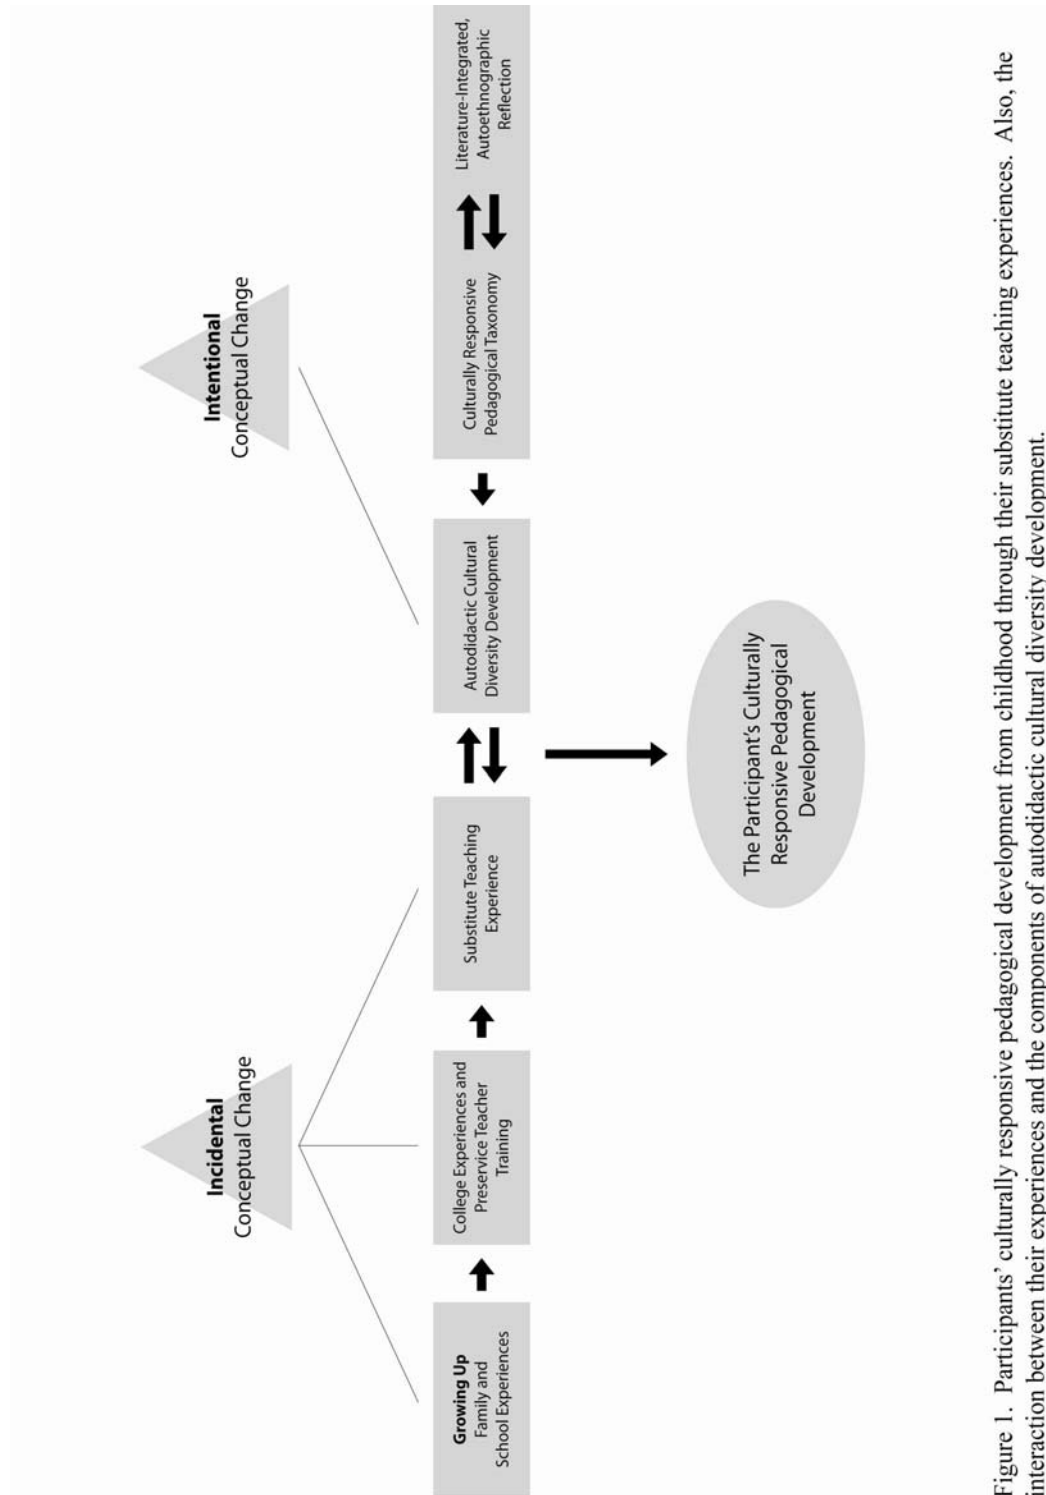 Incidental
Conceptual Change
Intentional
Conceptual Change
Growing Up
Family and
School Experiences
College Experiences and
Preservice Teacher
Training
Substitute Teaching
Experience
Autodidactic Cultural
Diversity Development
Culturally Responsive
Pedagogical Taxonomy
Literature-Integrated,
Autoethnographic
Reflection
The Participant's Culturally
Responsive Pedagogical
Development
Figure 1.  Participants' culturally responsive pedagogical development from childhood through their substitute teaching experiences.  Also, the
interaction between their experiences and the components of autodidactic cultural diversity development.